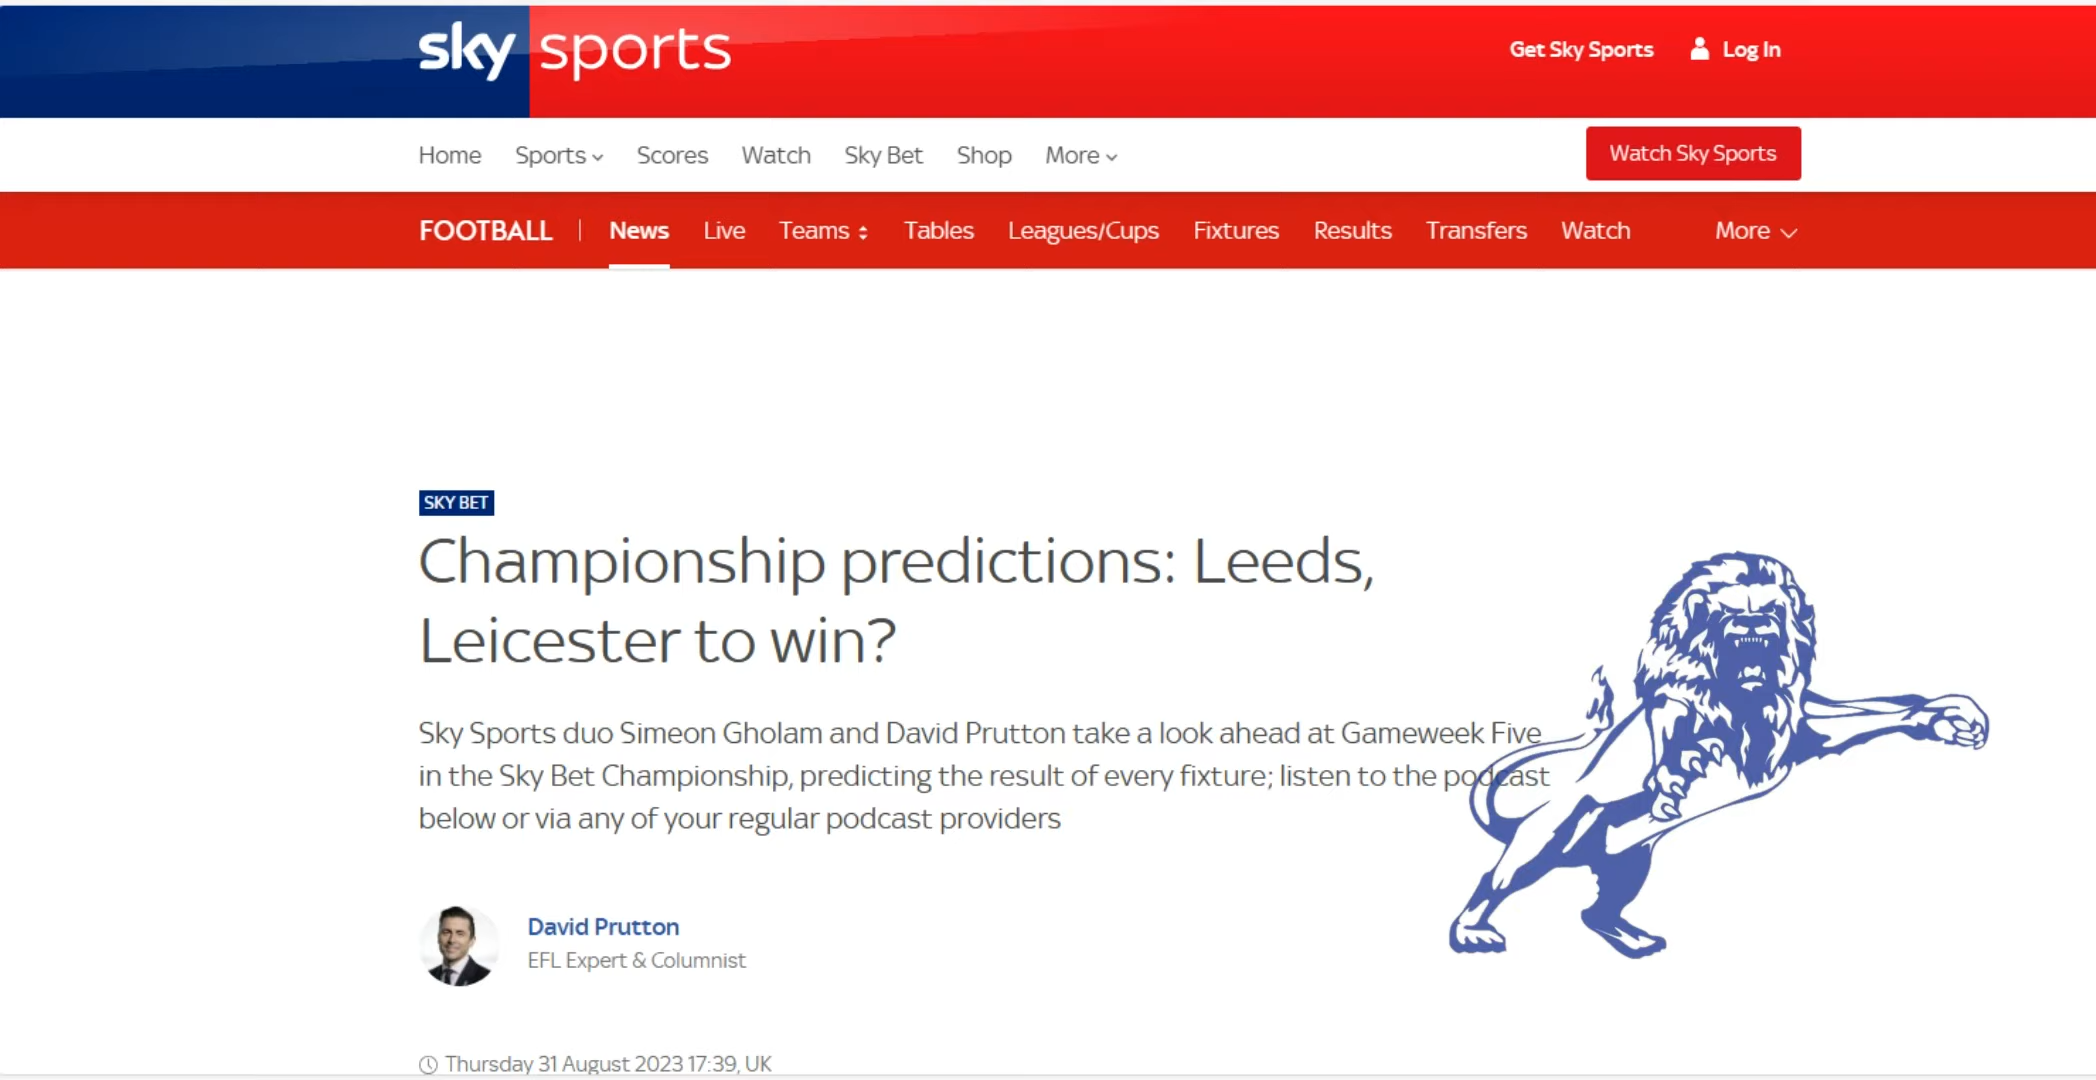 sky sports
Get Sky Sports
Log In
Home
Sports
Scores
Watch
Sky Bet
Shop
More
Watch Sky Sports
FOOTBALL
News
Live
Teams
Tables
Leagues/Cups
Fixtures
Results
Transfers
Watch
More
SKY BET
Championship predictions: Leeds,
Leicester to win?
Sky Sports duo Simeon Gholam and David Prutton take a look ahead at Gameweek Five
in the Sky Bet Championship, predicting the result of every fixture; listen to the podcast
below or via any of your regular podcast providers
David Prutton
EFL Expert & Columnist
Thursday 31 August 2023 17:39, UK